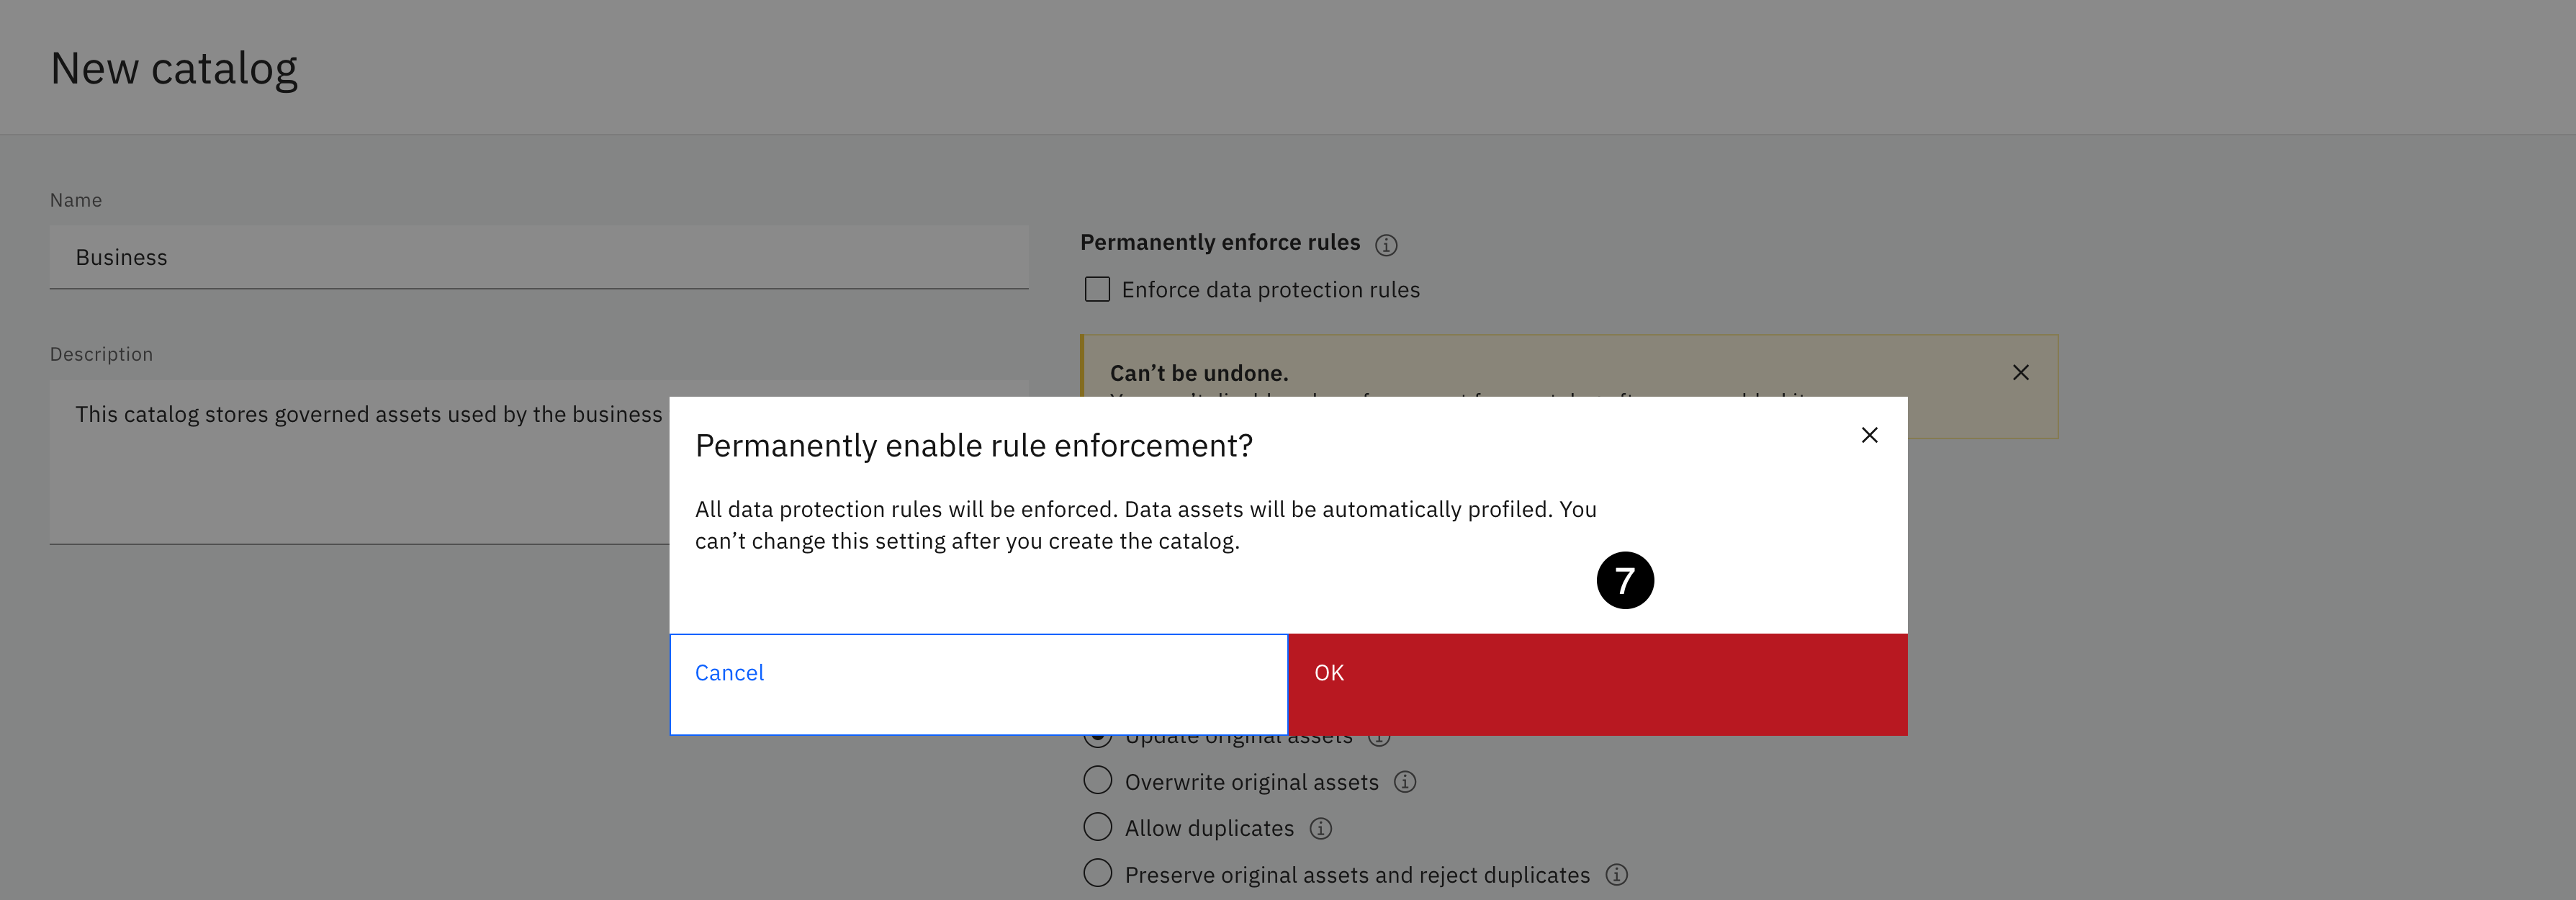 New catalog
Name
Business
Description
This catalog stores governed assets used by the business
Permanently enforce rules
Enforce data protection rules
Can’t be undone.
Permanently enable rule enforcement?
All data protection rules will be enforced. Data assets will be automatically profiled. You
can’t change this setting after you create the catalog.
7
Cancel
OK
Update original assets
Overwrite original assets
Allow duplicates
Preserve original assets and reject duplicates